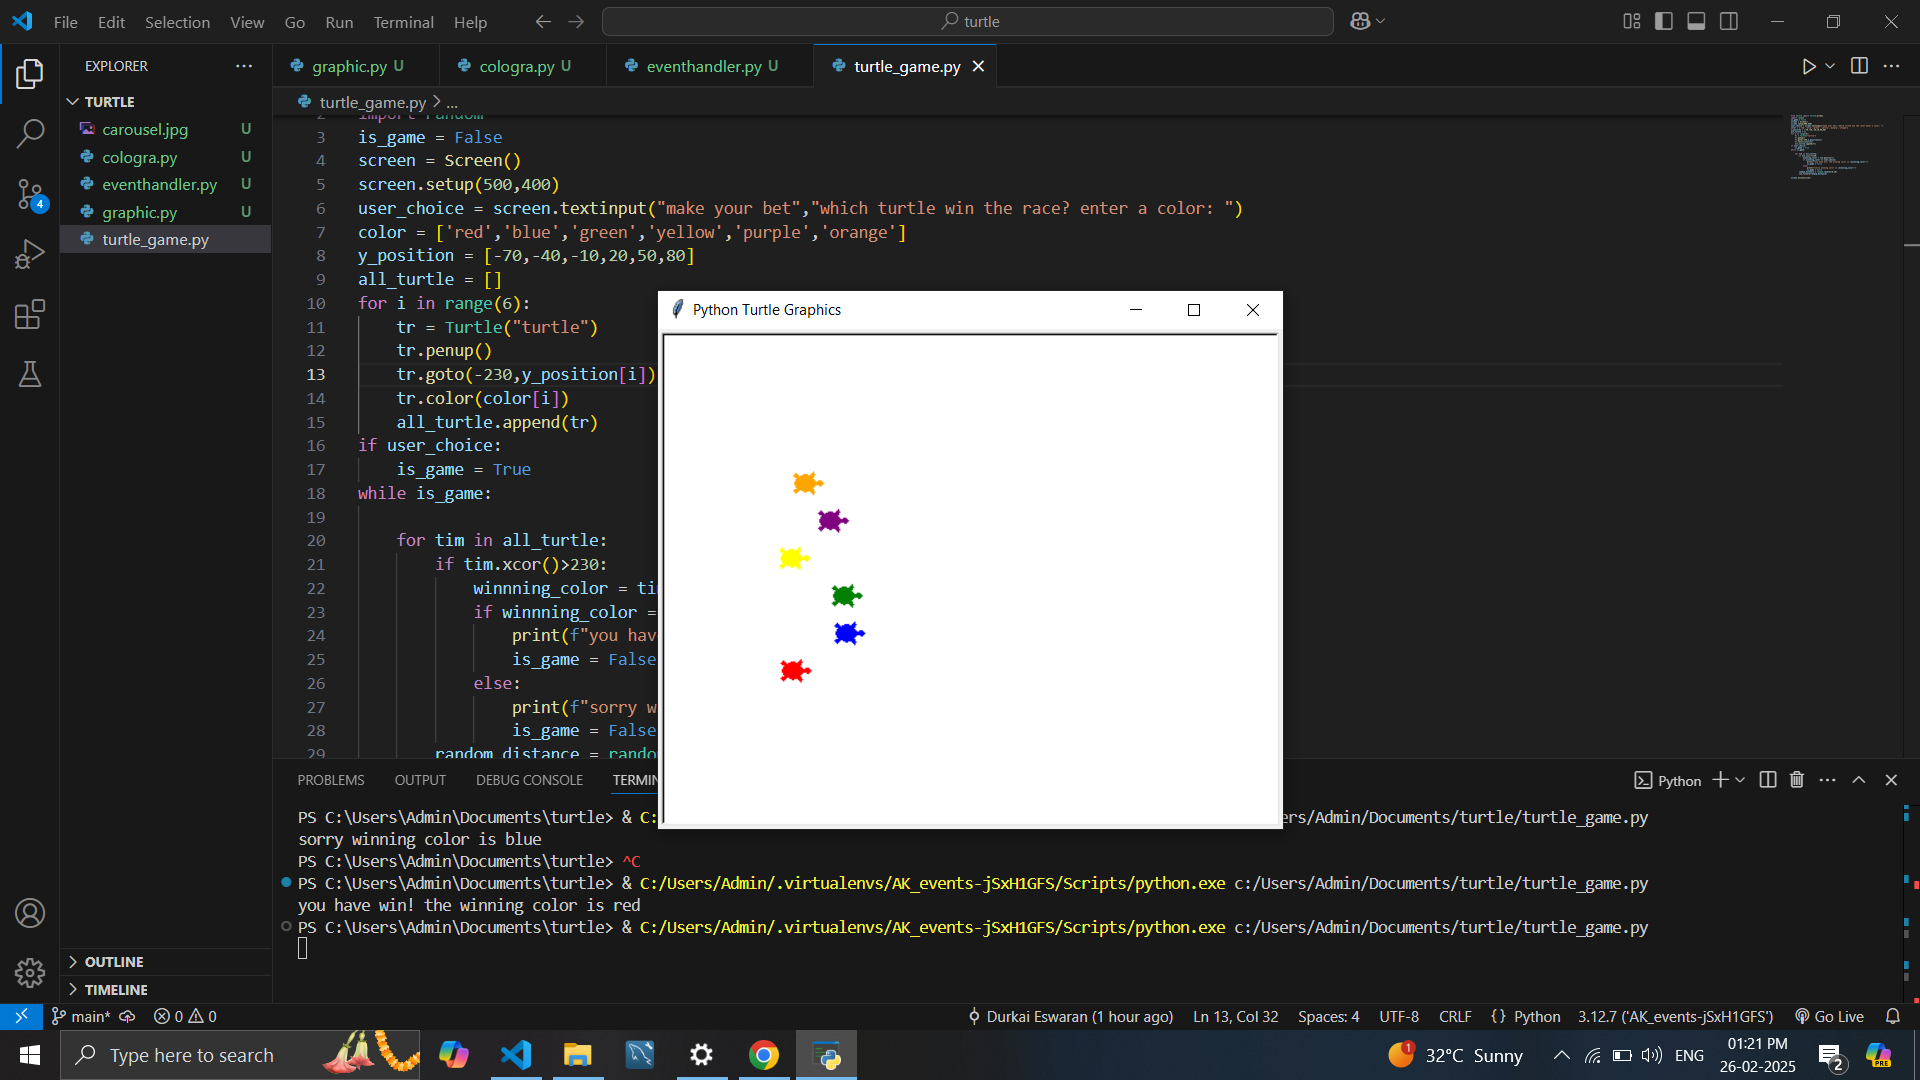 File Edit Selection View Go Run Terminal Help
turtle
EXPLORER
graphic.py U
cologra.py U
eventhandler.py U
turtle_game.py
TURTLE
turtle_game.py > ...
carousel.jpg U
cologra.py U
eventhandler.py U
graphic.py U
turtle_game.py
2 import random
3 is_game = False
4 screen = Screen()
5 screen.setup(500,400)
6 user_choice = screen.textinput("make your bet","which turtle win the race? enter a color: ")
7 color = ['red','blue','green','yellow','purple','orange']
8 y_position = [-70,-40,-10,20,50,80]
9 all_turtle = []
10 for i in range(6):
11 tr = Turtle("turtle")
12 tr.penup()
13 tr.goto(-230,y_position[i])
14 tr.color(color[i])
15 all_turtle.append(tr)
16 if user_choice:
17 is_game = True
18 while is_game:
19
20 for tim in all_turtle:
21 if tim.xcor()>230:
22 winnning_color = ti
23 if winnning_color =
24 print(f"you hav
25 is_game = False
26 else:
27 print(f"sorry w
28 is_game = False
29 random_distance = rando
Python Turtle Graphics
PROBLEMS OUTPUT DEBUG CONSOLE TERMIN
Python
PS C:\Users\Admin\Documents\turtle> & C: ers/Admin/Documents/turtle/turtle_game.py
sorry winning color is blue
PS C:\Users\Admin\Documents\turtle> ^C
PS C:\Users\Admin\Documents\turtle> & C:/Users/Admin/.virtualenvs/AK_events-jSxH1GFS/Scripts/python.exe c:/Users/Admin/Documents/turtle/turtle_game.py
you have win! the winning color is red
PS C:\Users\Admin\Documents\turtle> & C:/Users/Admin/.virtualenvs/AK_events-jSxH1GFS/Scripts/python.exe c:/Users/Admin/Documents/turtle/turtle_game.py
OUTLINE
TIMELINE
4
main* 0 0 Durkai Eswaran (1 hour ago) Ln 13, Col 32 Spaces: 4 UTF-8 CRLF {} Python 3.12.7 ('AK_events-jSxH1GFS') Go Live
Type here to search
1 32°C Sunny
ENG
01:21 PM
26-02-2025
2
PRE